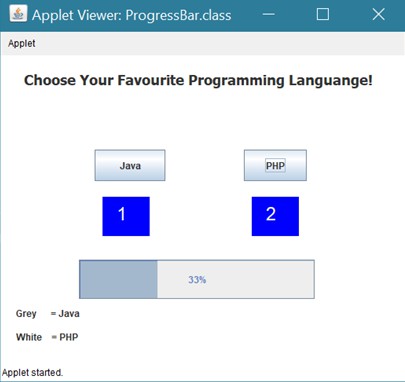 Applet Viewer: ProgressBar.class
Applet
Choose Your Favourite Programming Languange!
Java PHP
1 2
33%
Grey = Java
White = PHP
Applet started.